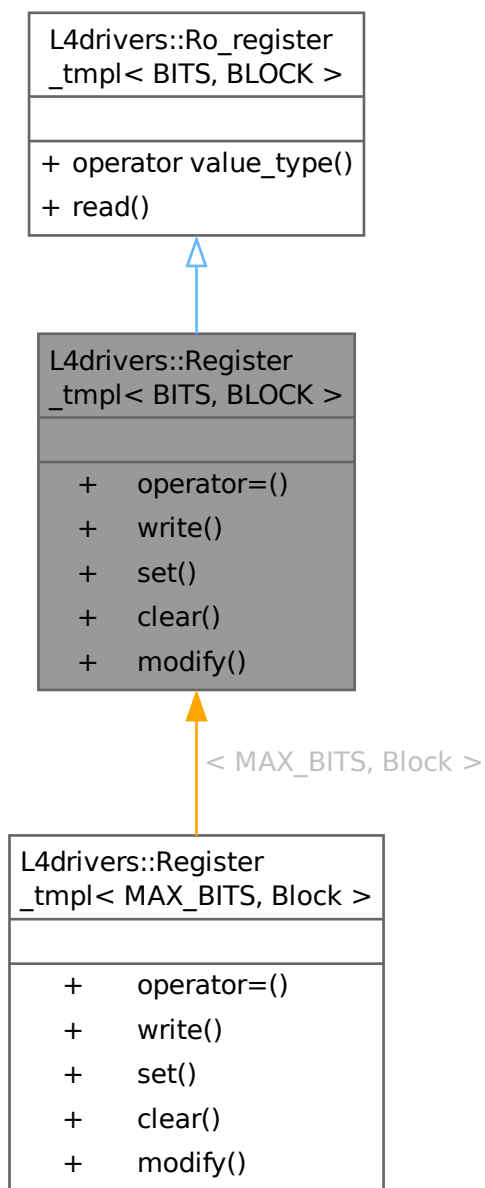 L4drivers::Ro_register
_tmpl< BITS, BLOCK >
+ operator value_type()
+ read()
L4drivers::Register
_tmpl< BITS, BLOCK >
+ operator=()
+ write()
+ set()
+ clear()
+ modify()
< MAX_BITS, Block >
L4drivers::Register
_tmpl< MAX_BITS, Block >
+ operator=()
+ write()
+ set()
+ clear()
+ modify()